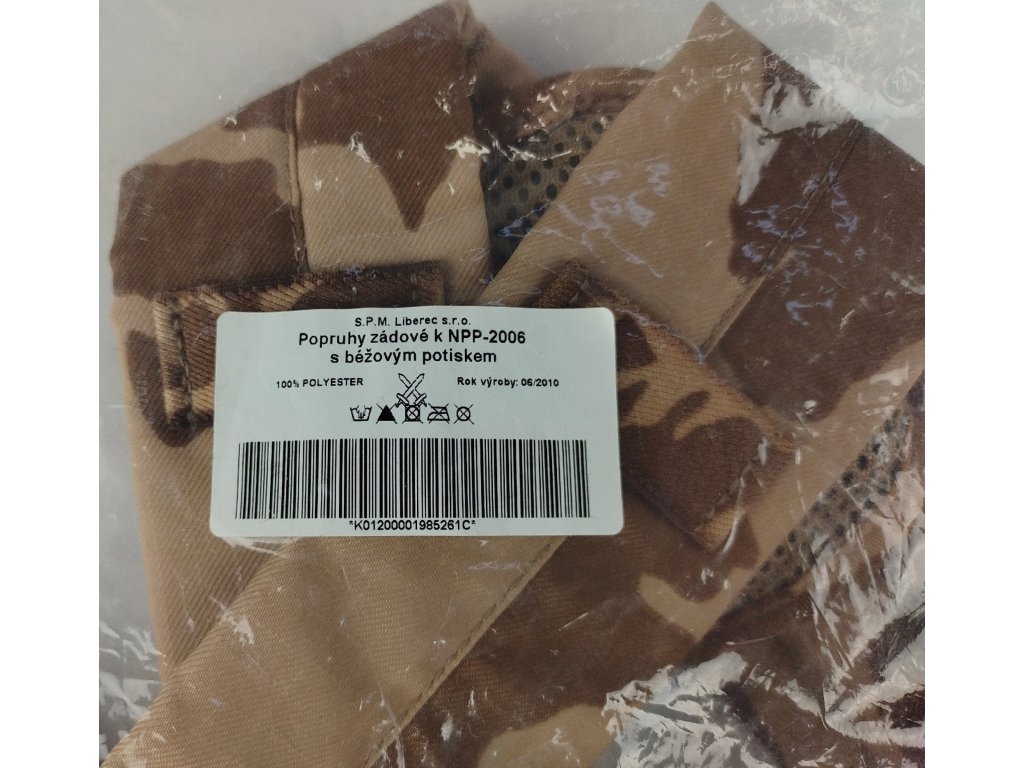 S.P.M. Liberec s.r.o.
Popruhy zádové k NPP-2006
s béžovým potiskem
100% POLYESTER Rok výroby: 06/2010
*K01200001985261C*